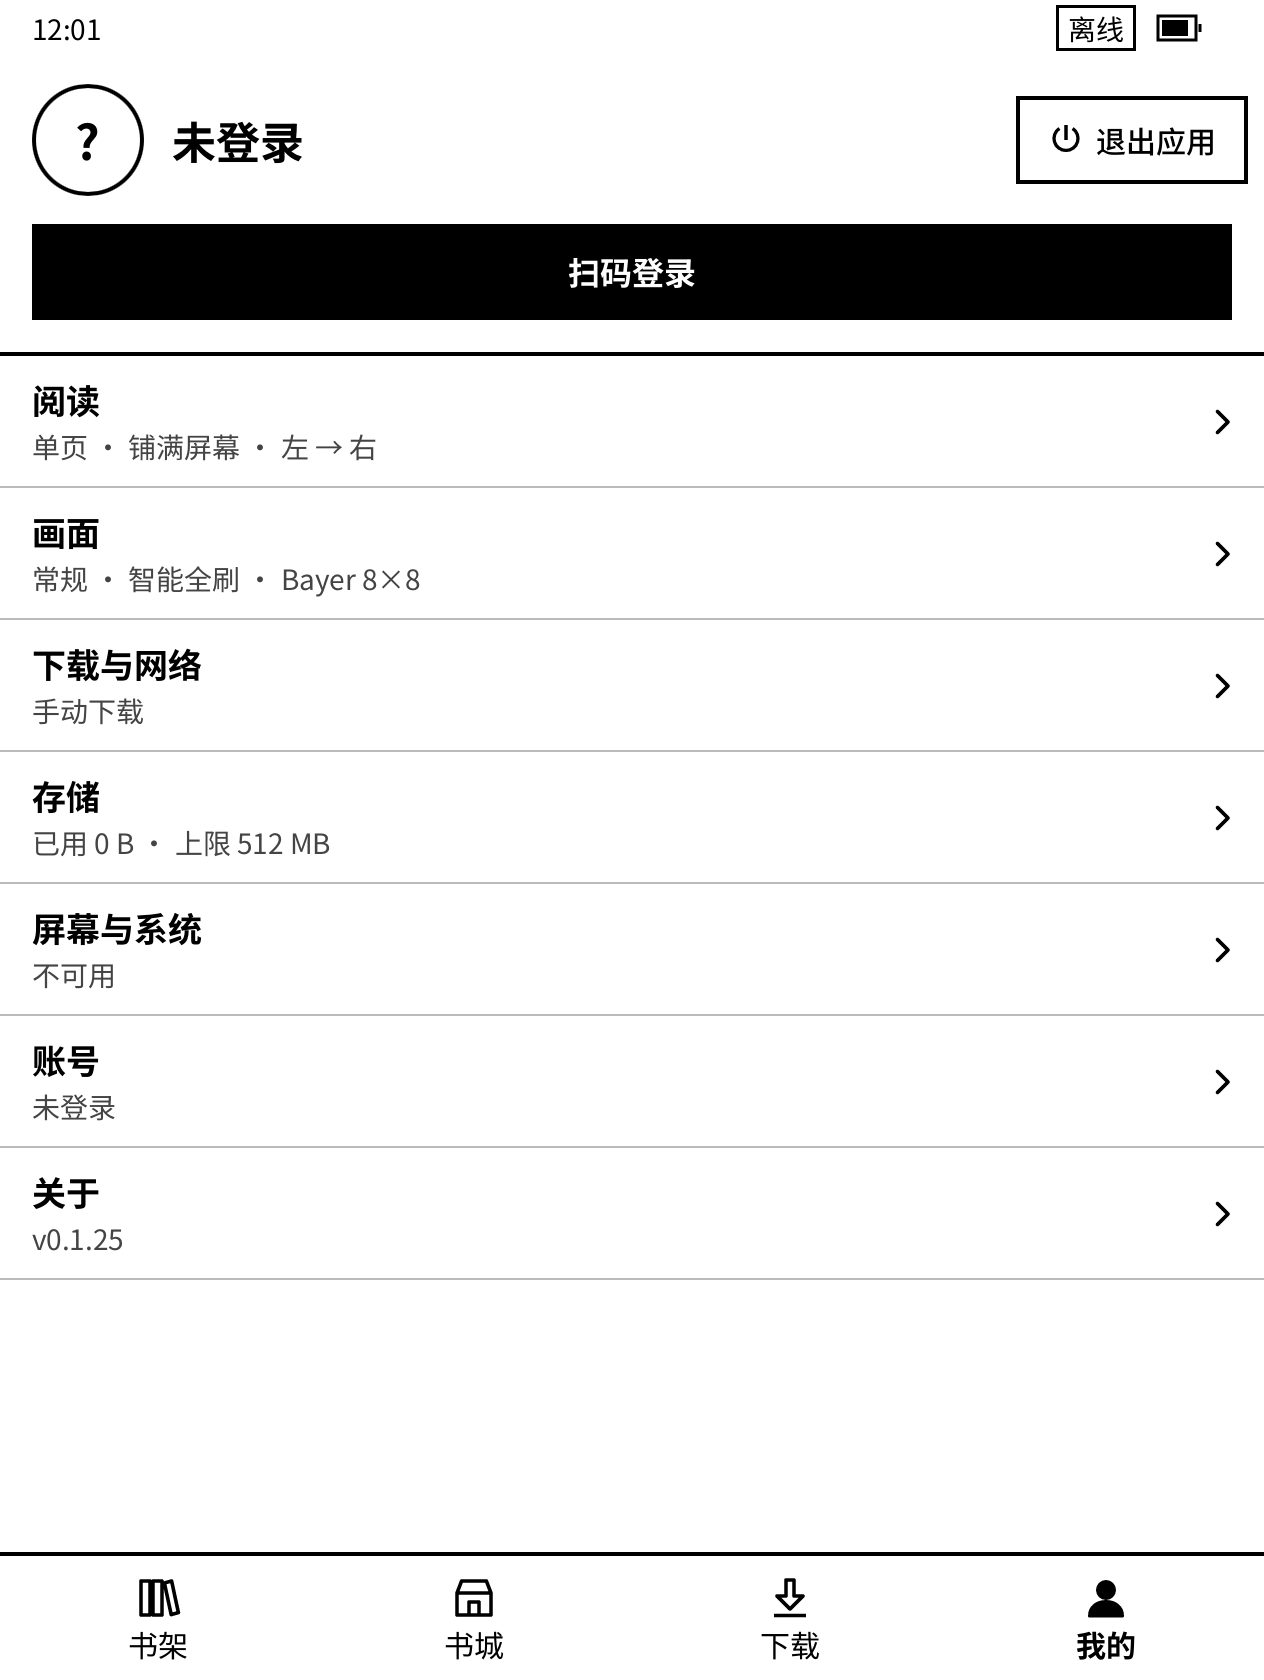 12:01 离线
?
未登录
退出应用
扫码登录
阅读
单页 • 铺满屏幕 • 左 → 右
画面
常规 • 智能全刷 • Bayer 8×8
下载与网络
手动下载
存储
已用 0 B • 上限 512 MB
屏幕与系统
不可用
账号
未登录
关于
v0.1.25
书架 书城 下载 我的